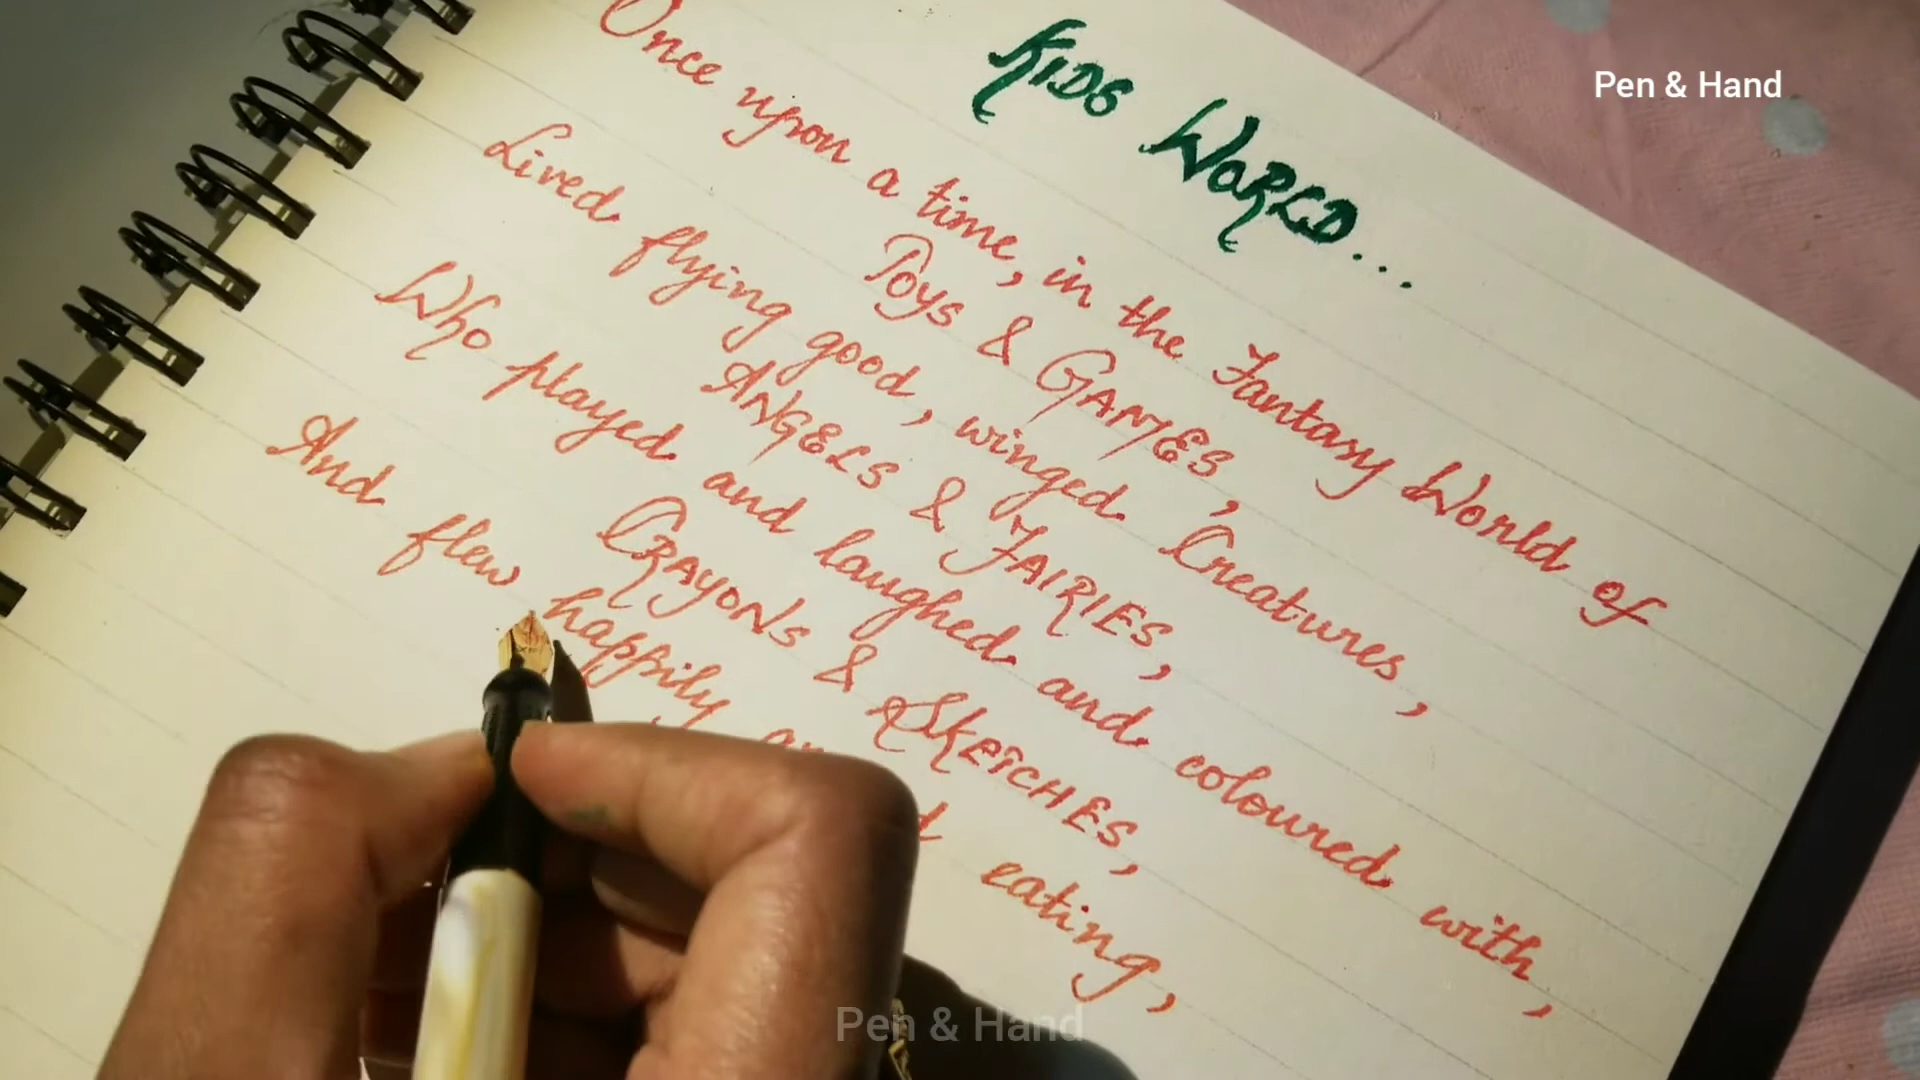 Pen & Hand
KIDS WORLD...
Once upon a time, in the Fantasy World of
Toys & GAMES,
Lived flying good, winged Creatures,
ANGELS & FAIRIES,
Who played and laughed and coloured with,
CRAYONS & SKETCHES,
And flew happily eating,
Pen & Hand